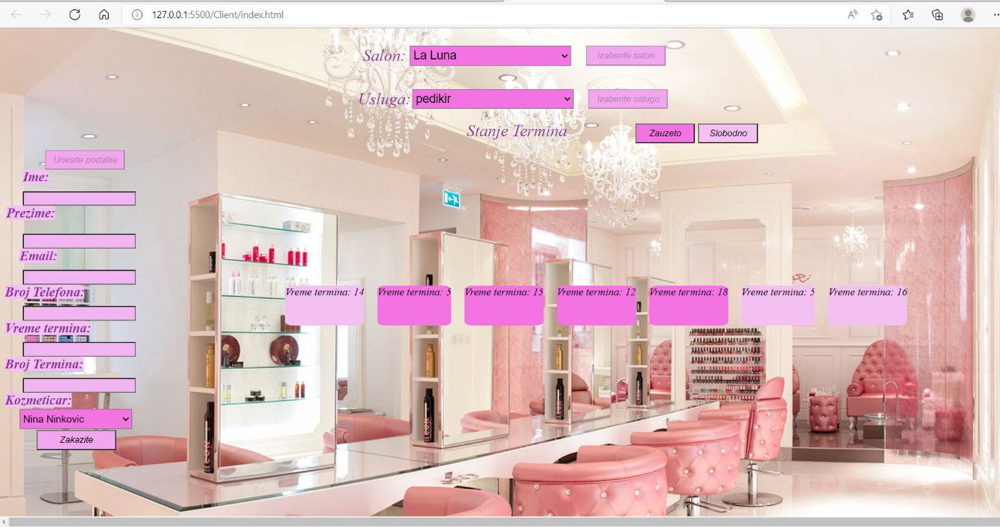 127.0.0.1:5500/Client/index.html
Salon: La Luna Izaberite salon
Usluga: pedikir Izaberite uslugu
Stanje Termina Zauzeto Slobodno
Unesite podatke
Ime:
Prezime:
Email:
Broj Telefona:
Vreme termina: 14 Vreme termina: 5 Vreme termina: 15 Vreme termina: 12 Vreme termina: 18 Vreme termina: 5 Vreme termina: 16
Vreme termina:
Broj Termina:
Kozmeticar:
Nina Ninkovic
Zakazite
ICON